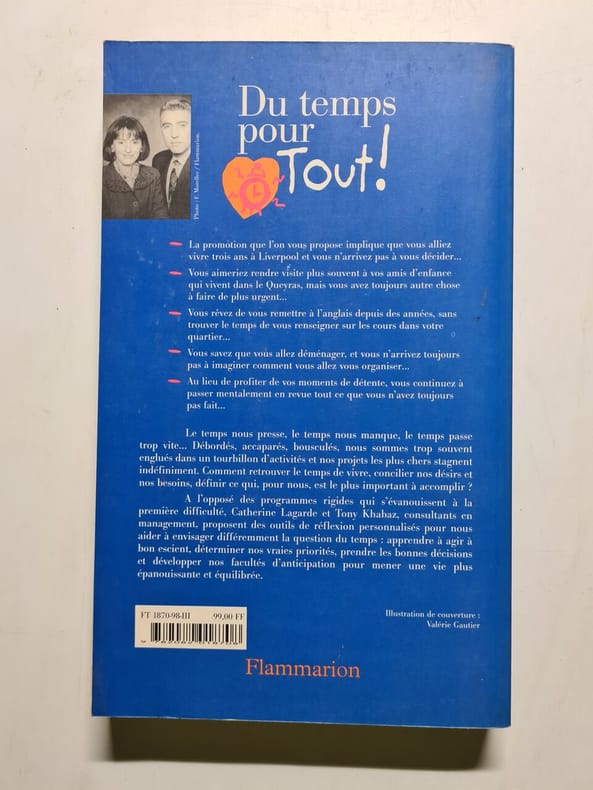 Du temps
pour
Tout!
Photo : F. Morellec / Flammarion.
La promotion que l'on vous propose implique que vous alliez
vivre trois ans à Liverpool et vous n'arrivez pas à vous décider...
Vous aimeriez rendre visite plus souvent à vos amis d'enfance
qui vivent dans le Queyras, mais vous avez toujours autre chose
à faire de plus urgent...
Vous rêvez de vous remettre à l'anglais depuis des années, sans
trouver le temps de vous renseigner sur les cours dans votre
quartier...
Vous savez que vous allez déménager, et vous n'arrivez toujours
pas à imaginer comment vous allez vous organiser...
Au lieu de profiter de vos moments de détente, vous continuez à
passer mentalement en revue tout ce que vous n'avez toujours
pas fait...
Le temps nous presse, le temps nous manque, le temps passe
trop vite... Débordés, accaparés, bousculés, nous sommes trop souvent
englués dans un tourbillon d'activités et nos projets les plus chers stagnent
indéfiniment. Comment retrouver le temps de vivre, concilier nos désirs et
nos besoins, définir ce qui, pour nous, est le plus important à accomplir ?
A l'opposé des programmes rigides qui s'évanouissent à la
première difficulté, Catherine Lagarde et Tony Khabaz, consultants en
management, proposent des outils de réflexion personnalisés pour nous
aider à envisager différemment la question du temps : apprendre à agir à
bon escient, déterminer nos vraies priorités, prendre les bonnes décisions
et développer nos facultés d'anticipation pour mener une vie plus
épanouissante et équilibrée.
FT 1870-98-III 99,00 FF
9 782082 018708
Illustration de couverture :
Valérie Gautier
Flammarion